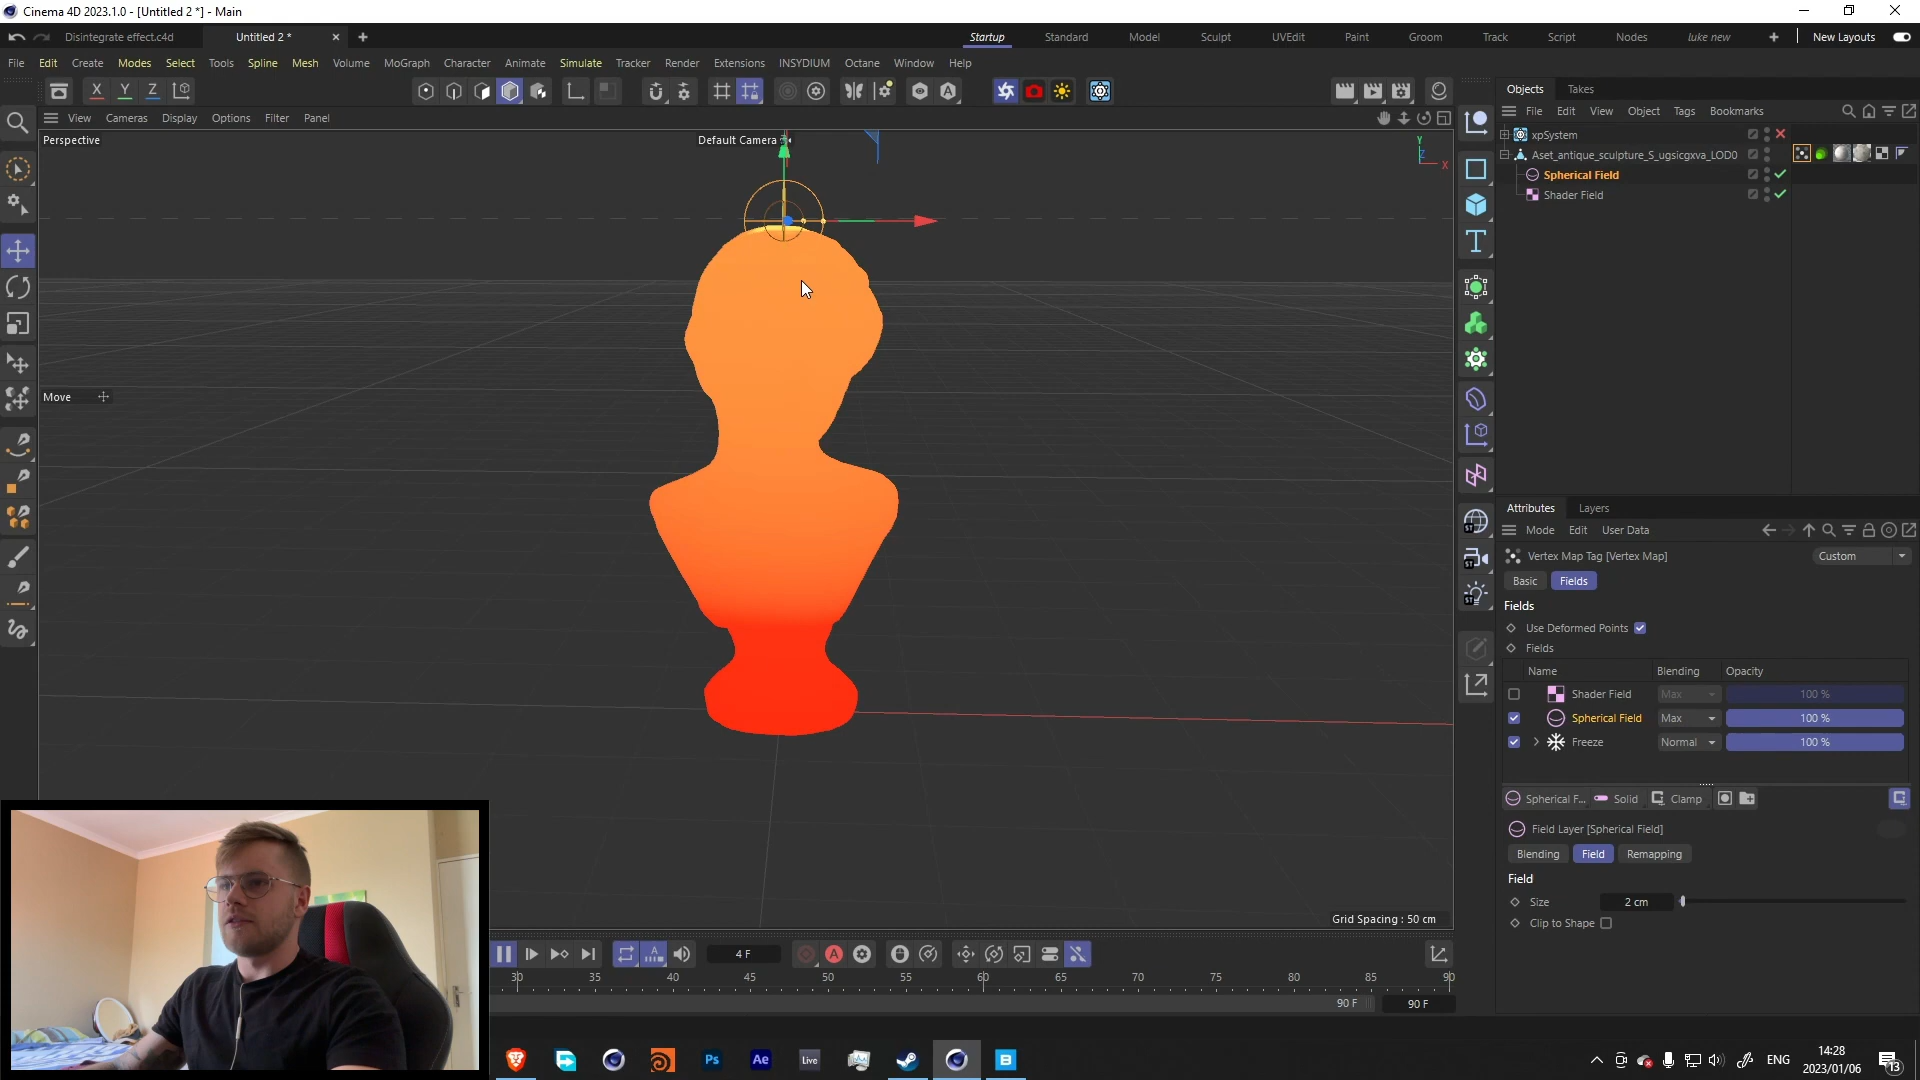 Cinema 4D 2023.1.0 - [Untitled 2 *] - Main
Disintegrate effect.c4d
Untitled 2 *
Startup
Standard
Model
Sculpt
UVEdit
Paint
Groom
Track
Script
Nodes
luke new
New Layouts
File Edit Create Modes Select Tools Spline Mesh Volume MoGraph Character Animate Simulate Tracker Render Extensions INSYDIUM Octane Window Help
X Y Z
View Cameras Display Options Filter Panel
Perspective
Default Camera
Y
Z
X
Move
Grid Spacing : 50 cm
Objects Takes
File Edit View Object Tags Bookmarks
xpSystem
Aset_antique_sculpture_S_ugsicgxva_LOD0
Spherical Field
Shader Field
Attributes Layers
Mode Edit User Data
Vertex Map Tag [Vertex Map]
Custom
Basic Fields
Fields
Use Deformed Points
Fields
Name Blending Opacity
Shader Field Max 100 %
Spherical Field Max 100 %
Freeze Normal 100 %
Spherical F... Solid Clamp
Field Layer [Spherical Field]
Blending Field Remapping
Field
Size 2 cm
Clip to Shape
4 F
30 35 40 45 50 55 60 65 70 75 80 85 90
90 F 90 F
Ps Ae Live B
ENG
14:28
2023/01/06
13